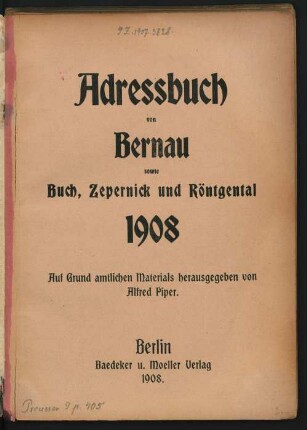 Adressbuch
von
Bernau
sowie
Buch, Zepernick und Röntgental
1908
Auf Grund amtlichen Materials herausgegeben von
Alfred Piper.
Berlin
Baedeker u. Moeller Verlag
1908.